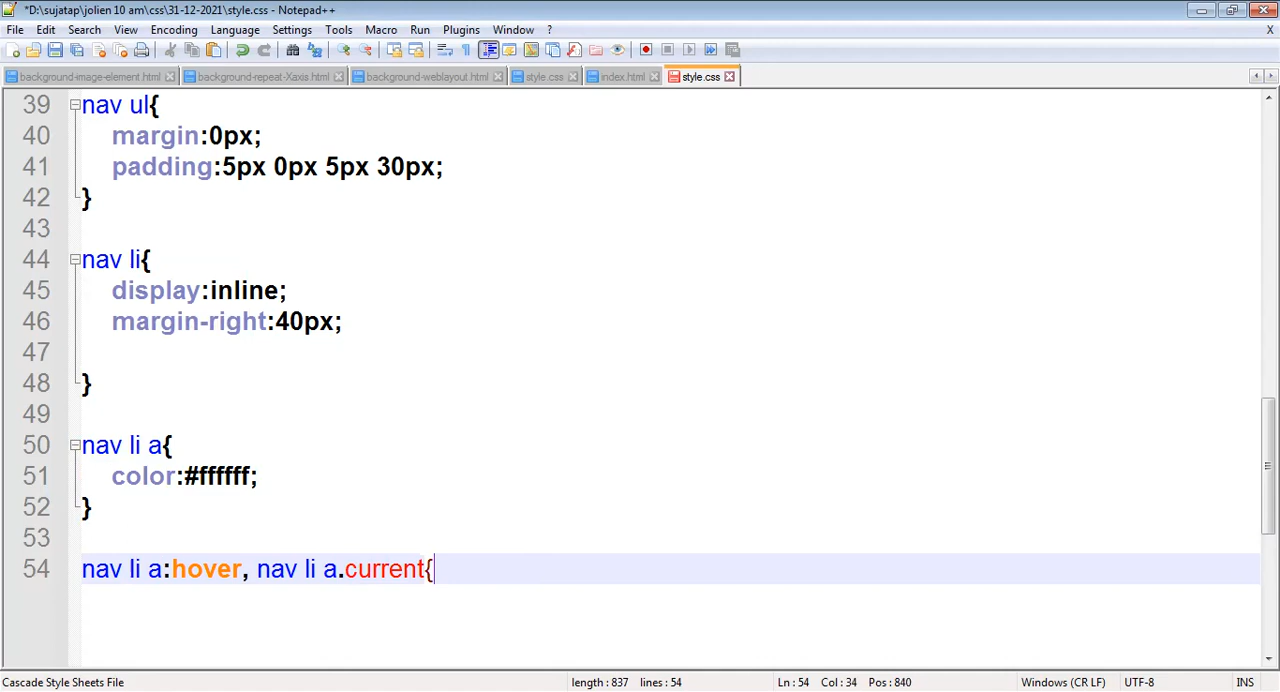 *D:\sujatap\jolien 10 am\css\31-12-2021\style.css - Notepad++
File Edit Search View Encoding Language Settings Tools Macro Run Plugins Window ? X
background-image-element.html background-repeat-Xaxis.html background-weblayout.html style.css index.html style.css
39 nav ul{
40 margin:0px;
41 padding:5px 0px 5px 30px;
42 }
43
44 nav li{
45 display:inline;
46 margin-right:40px;
47
48 }
49
50 nav li a{
51 color:#ffffff;
52 }
53
54 nav li a:hover, nav li a.current{
Cascade Style Sheets File length : 837 lines : 54 Ln : 54 Col : 34 Pos : 840 Windows (CR LF) UTF-8 INS